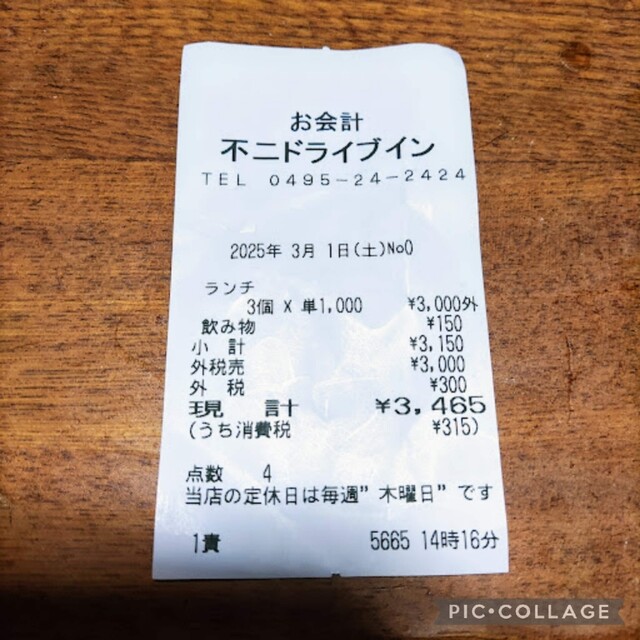 お会計
不二ドライブイン
TEL 0495-24-2424
2025年 3月 1日(土)No0
ランチ
3個 X 単1,000 ¥3,000外
飲み物 ¥150
小 計 ¥3,150
外税売 ¥3,000
外 税 ¥300
現 計 ¥3,465
(うち消費税 ¥315)
点数 4
当店の定休日は毎週”木曜日”です
1責 5665 14時16分
PIC•COLLAGE